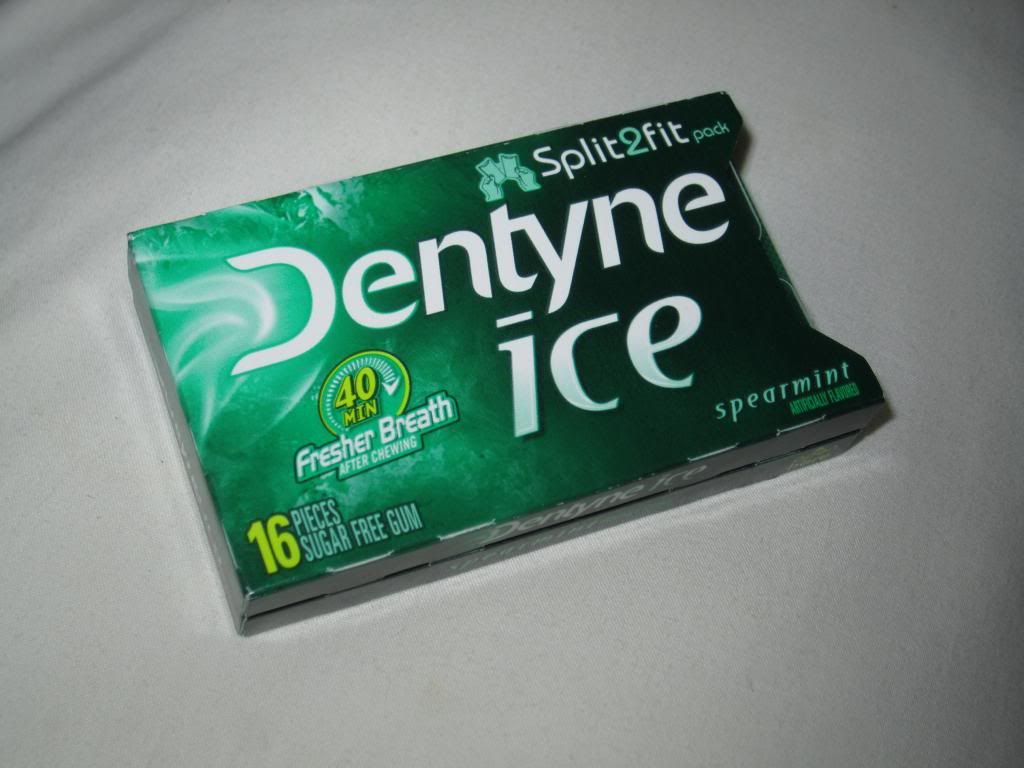 Split2fit pack
Dentyne
ice
40
MIN
Fresher Breath
AFTER CHEWING
spearmint
ARTIFICIALLY FLAVORED
16 PIECES
SUGAR FREE GUM
Dentyne ice
spearmint